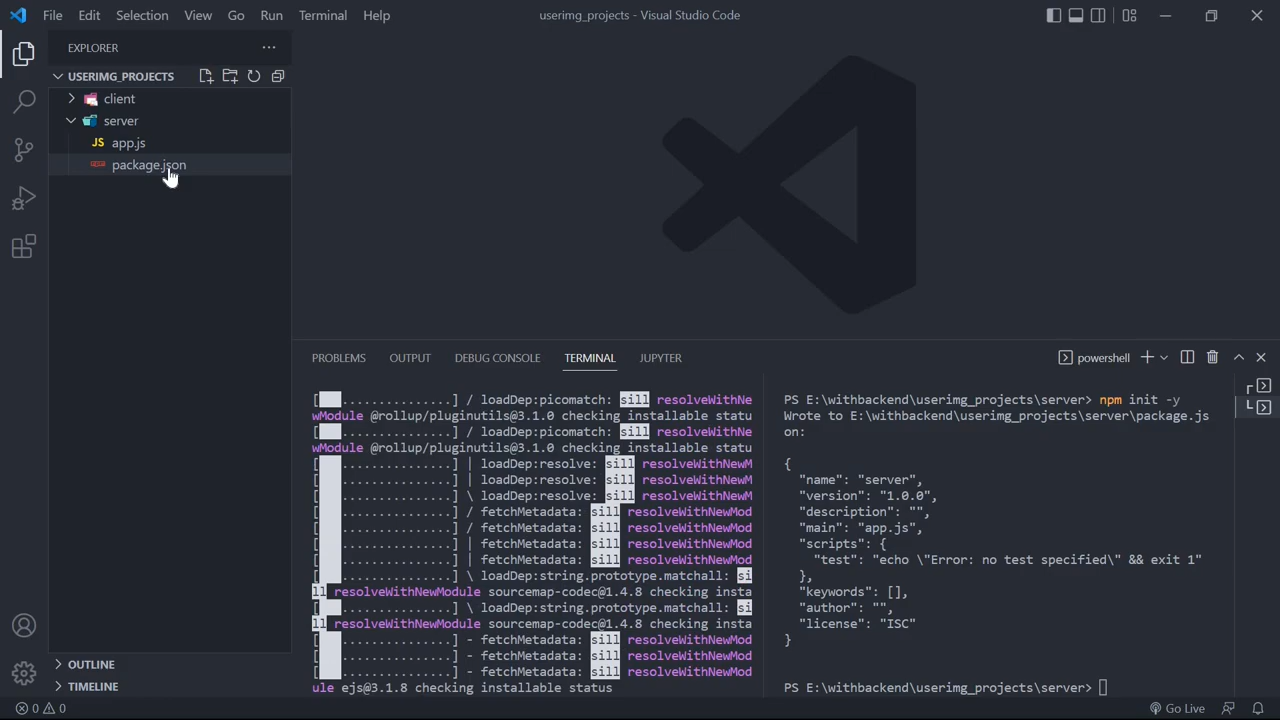 File Edit Selection View Go Run Terminal Help
userimg_projects - Visual Studio Code
EXPLORER
USERIMG_PROJECTS
client
server
JS app.js
package.json
OUTLINE
TIMELINE
PROBLEMS OUTPUT DEBUG CONSOLE TERMINAL JUPYTER
powershell
[ ...............] / loadDep:picomatch: sill resolveWithNe
wModule @rollup/pluginutils@3.1.0 checking installable statu
[ ...............] / loadDep:picomatch: sill resolveWithNe
wModule @rollup/pluginutils@3.1.0 checking installable statu
[ ...............] | loadDep:resolve: sill resolveWithNewM
[ ...............] | loadDep:resolve: sill resolveWithNewM
[ ...............] \ loadDep:resolve: sill resolveWithNewM
[ ...............] / fetchMetadata: sill resolveWithNewMod
[ ...............] / fetchMetadata: sill resolveWithNewMod
[ ...............] | fetchMetadata: sill resolveWithNewMod
[ ...............] | fetchMetadata: sill resolveWithNewMod
[ ...............] \ loadDep:string.prototype.matchall: si
ll resolveWithNewModule sourcemap-codec@1.4.8 checking insta
[ ...............] \ loadDep:string.prototype.matchall: si
ll resolveWithNewModule sourcemap-codec@1.4.8 checking insta
[ ...............] - fetchMetadata: sill resolveWithNewMod
[ ...............] - fetchMetadata: sill resolveWithNewMod
[ ...............] - fetchMetadata: sill resolveWithNewMod
ule ejs@3.1.8 checking installable status
PS E:\withbackend\userimg_projects\server> npm init -y
Wrote to E:\withbackend\userimg_projects\server\package.js
on:
{
"name": "server",
"version": "1.0.0",
"description": "",
"main": "app.js",
"scripts": {
"test": "echo \"Error: no test specified\" && exit 1"
},
"keywords": [],
"author": "",
"license": "ISC"
}
PS E:\withbackend\userimg_projects\server>
0 0
Go Live